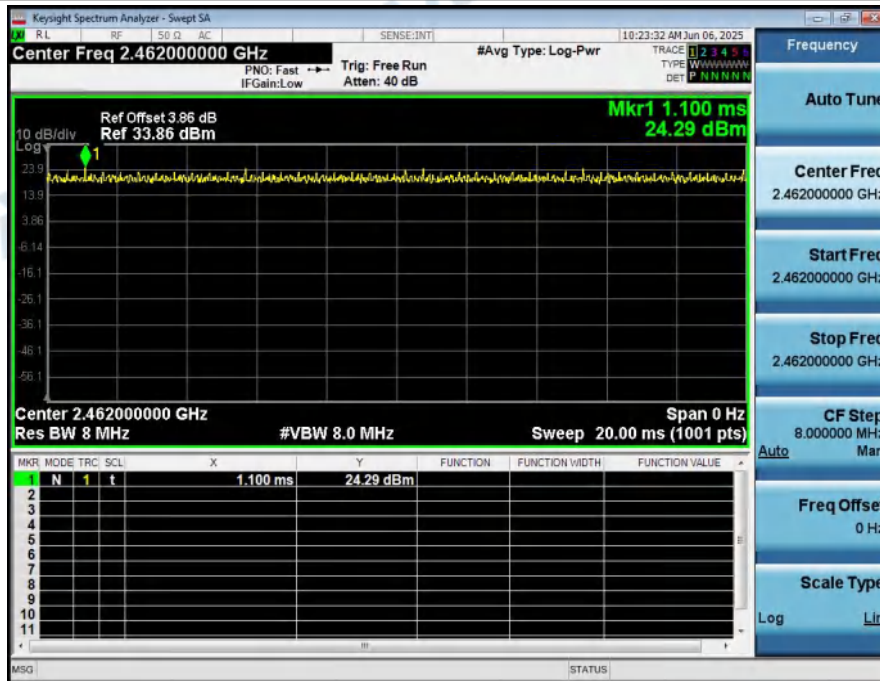 Keysight Spectrum Analyzer - Swept SA
RL RF 50 Ω AC SENSE:INT 10:23:32 AM Jun 06, 2025
Center Freq 2.462000000 GHz #Avg Type: Log-Pwr TRACE 1 2 3 4 5 6
PNO: Fast Trig: Free Run TYPE WWWWWW
IFGain:Low Atten: 40 dB DET P N N N N N
Ref Offset 3.86 dB Mkr1 1.100 ms
10 dB/div Ref 33.86 dBm 24.29 dBm
Log
1
23.9
13.9
3.86
-6.14
-16.1
-26.1
-36.1
-46.1
-56.1
Center 2.462000000 GHz Span 0 Hz
Res BW 8 MHz #VBW 8.0 MHz Sweep 20.00 ms (1001 pts)
MKR MODE TRC SCL X Y FUNCTION FUNCTION WIDTH FUNCTION VALUE
1 N 1 t 1.100 ms 24.29 dBm
2
3
4
5
6
7
8
9
10
11
MSG STATUS
Frequency
Auto Tune
Center Freq
2.462000000 GHz
Start Freq
2.462000000 GHz
Stop Freq
2.462000000 GHz
CF Step
8.000000 MHz
Auto Man
Freq Offset
0 Hz
Scale Type
Log Lin